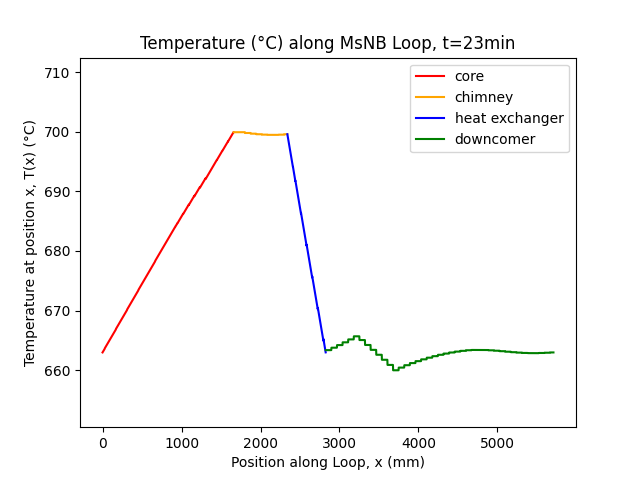 Temperature (°C) along MsNB Loop, t=23min
Temperature at position x, T(x) (°C)
710
700
690
680
670
660
core
chimney
heat exchanger
downcomer
0
1000
2000
3000
4000
5000
Position along Loop, x (mm)